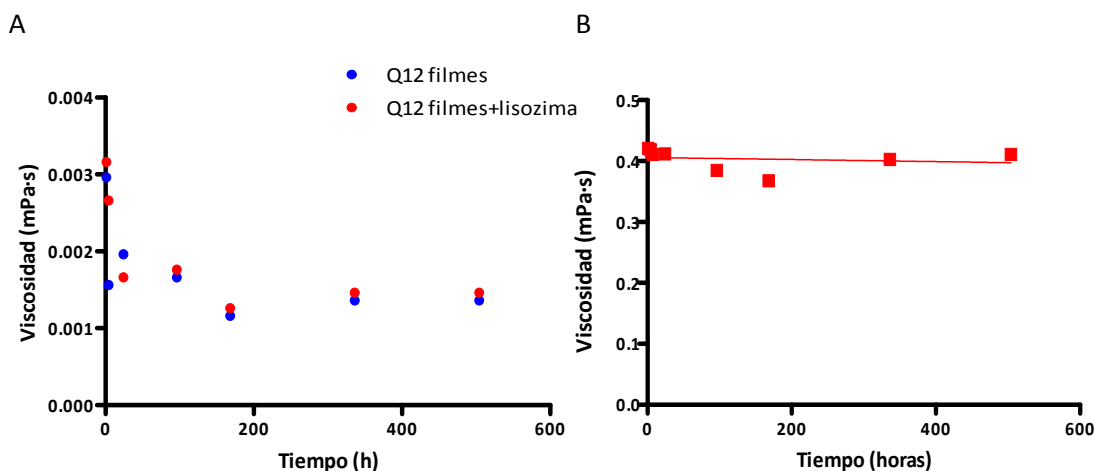 A
Q12 filmes
Q12 filmes+lisozima
0.004
0.003
0.002
0.001
0.000
Viscosidad (mPa·s)
0
200
400
600
Tiempo (h)
B
0.5
0.4
0.3
0.2
0.1
0.0
Viscosidad (mPa·s)
0
200
400
600
Tiempo (horas)